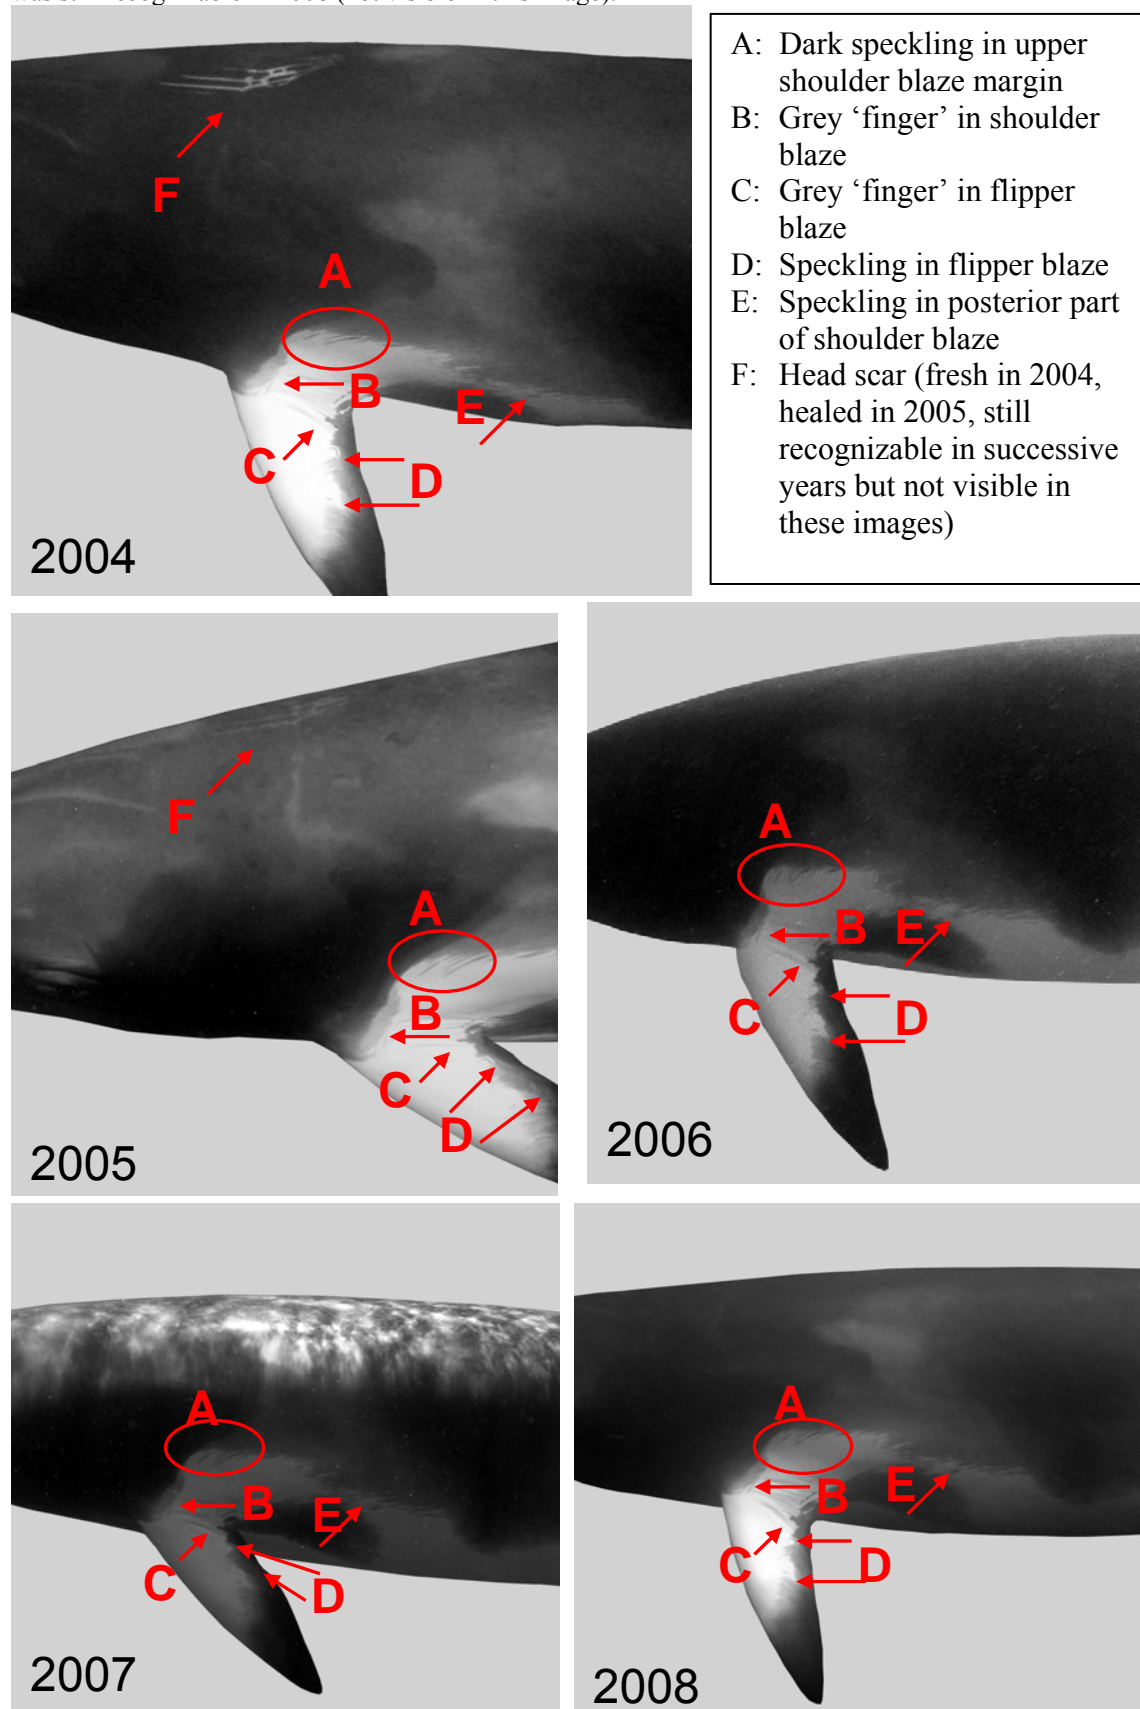 A: Dark speckling in upper
shoulder blaze margin
B: Grey ‘finger’ in shoulder
blaze
C: Grey ‘finger’ in flipper
blaze
D: Speckling in flipper blaze
E: Speckling in posterior part
of shoulder blaze
F: Head scar (fresh in 2004,
healed in 2005, still
recognizable in successive
years but not visible in
these images)
F
A
B
E
C
D
2004
F
A
B
C
D
2005
A
B
E
C
D
2006
A
B
E
C
D
2007
A
B
E
C
D
2008